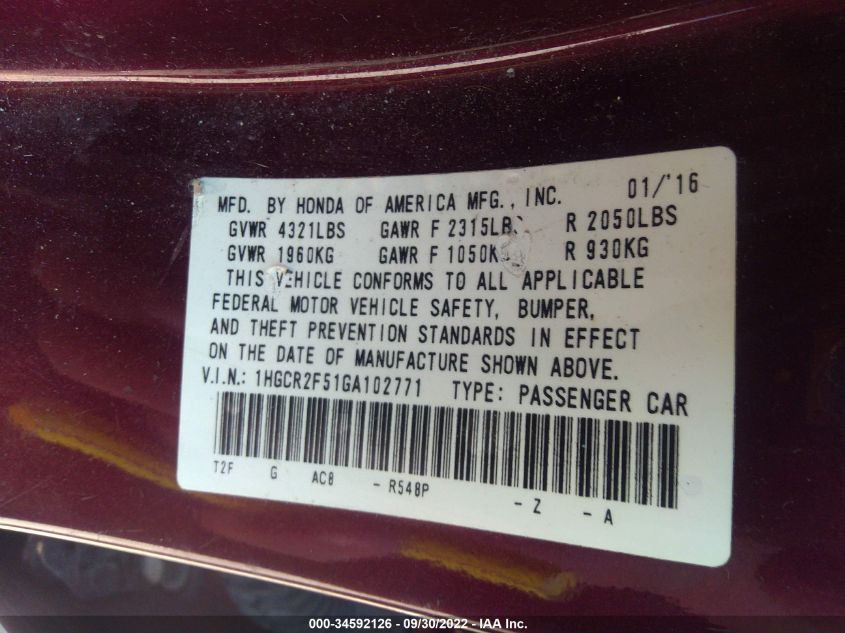 MFD. BY HONDA OF AMERICA MFG., INC. 01/'16
GVWR 4321LBS GAWR F 2315LBS R 2050LBS
GVWR 1960KG GAWR F 1050KG R 930KG
THIS VEHICLE CONFORMS TO ALL APPLICABLE
FEDERAL MOTOR VEHICLE SAFETY, BUMPER,
AND THEFT PREVENTION STANDARDS IN EFFECT
ON THE DATE OF MANUFACTURE SHOWN ABOVE.
V.I.N.: 1HGCR2F51GA102771 TYPE: PASSENGER CAR
T2F G AC8 - R548P - Z - A
000-34592126 - 09/30/2022 - IAA Inc.